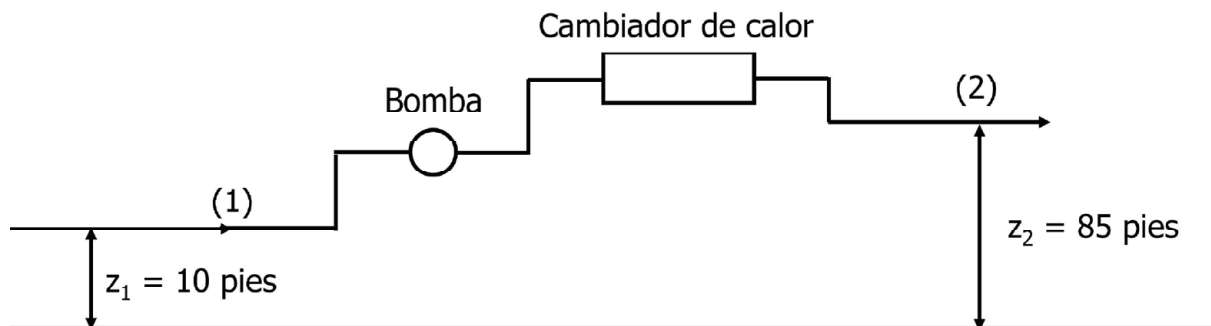 Cambiador de calor
Bomba
(2)
(1)
z₁ = 10 pies
z₂ = 85 pies